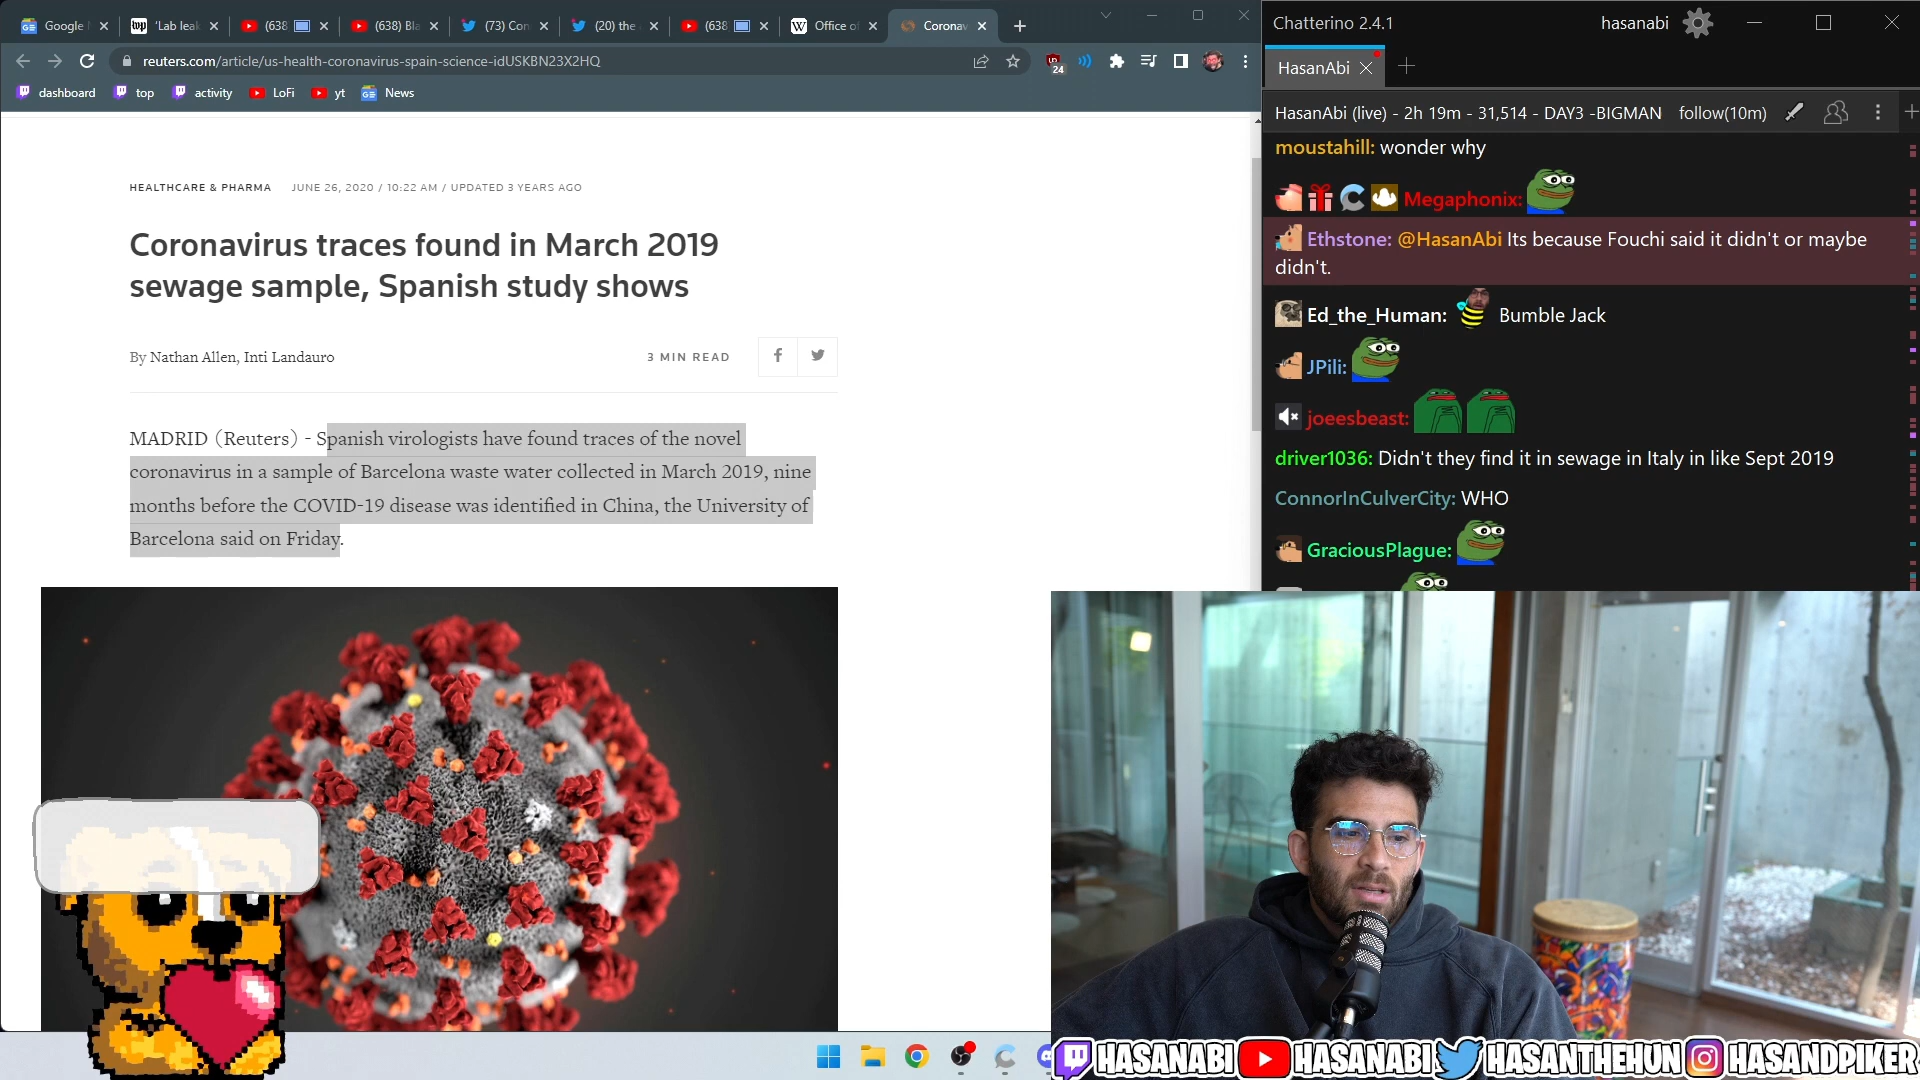 Google
'Lab leak
(638)
(638) Bla
(73) Con
(20) the
(638)
Office of
Coronav
reuters.com/article/us-health-coronavirus-spain-science-idUSKBN23X2HQ
24
dashboard
top
activity
LoFi
yt
News
HEALTHCARE & PHARMA JUNE 26, 2020 / 10:22 AM / UPDATED 3 YEARS AGO
Coronavirus traces found in March 2019
sewage sample, Spanish study shows
By Nathan Allen, Inti Landauro
3 MIN READ
MADRID (Reuters) - Spanish virologists have found traces of the novel
coronavirus in a sample of Barcelona waste water collected in March 2019, nine
months before the COVID-19 disease was identified in China, the University of
Barcelona said on Friday.
Chatterino 2.4.1
hasanabi
HasanAbi
HasanAbi (live) - 2h 19m - 31,514 - DAY3 -BIGMAN follow(10m)
moustahill: wonder why
Megaphonix:
Ethstone: @HasanAbi Its because Fouchi said it didn't or maybe
didn't.
Ed_the_Human: Bumble Jack
JPili:
joeesbeast:
driver1036: Didn't they find it in sewage in Italy in like Sept 2019
ConnorInCulverCity: WHO
GraciousPlague:
HASANABI HASANABI HASANTHEHUN HASANDPIKER